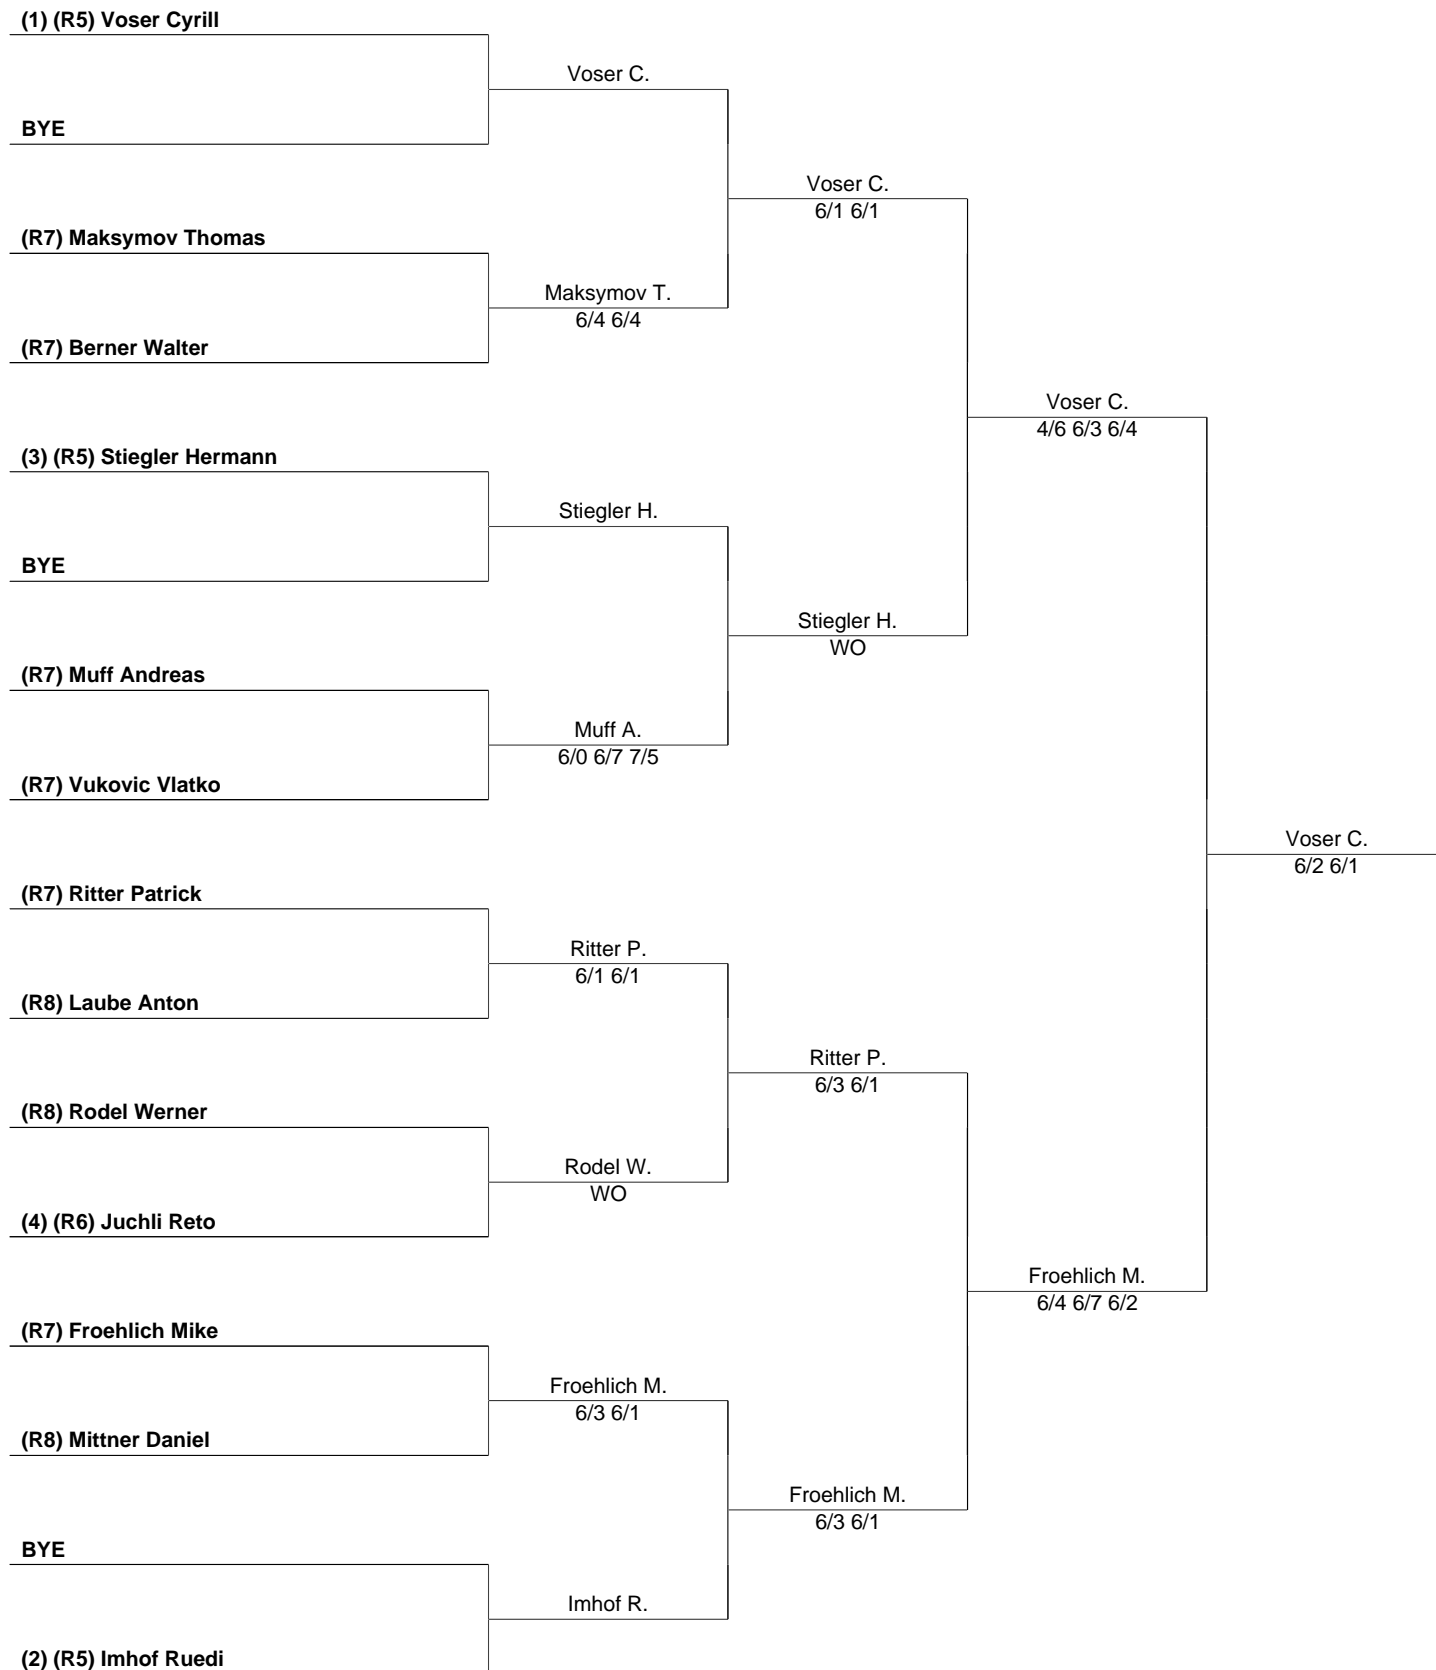 (1) (R5) Voser Cyrill
Voser C.
BYE
Voser C.
6/1 6/1
(R7) Maksymov Thomas
Maksymov T.
6/4 6/4
(R7) Berner Walter
Voser C.
4/6 6/3 6/4
(3) (R5) Stiegler Hermann
Stiegler H.
BYE
Stiegler H.
WO
(R7) Muff Andreas
Muff A.
6/0 6/7 7/5
(R7) Vukovic Vlatko
Voser C.
6/2 6/1
(R7) Ritter Patrick
Ritter P.
6/1 6/1
(R8) Laube Anton
Ritter P.
6/3 6/1
(R8) Rodel Werner
Rodel W.
WO
(4) (R6) Juchli Reto
Froehlich M.
6/4 6/7 6/2
(R7) Froehlich Mike
Froehlich M.
6/3 6/1
(R8) Mittner Daniel
Froehlich M.
6/3 6/1
BYE
Imhof R.
(2) (R5) Imhof Ruedi